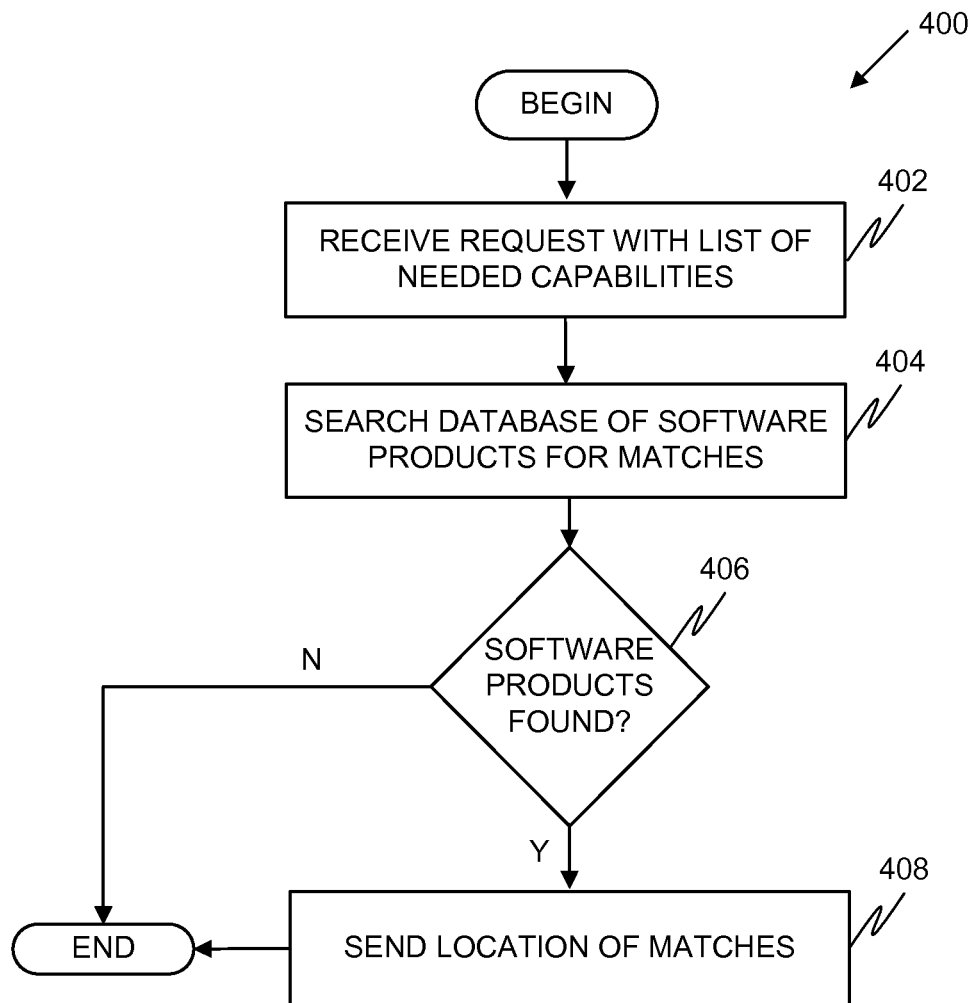 400
BEGIN
402
RECEIVE REQUEST WITH LIST OF
NEEDED CAPABILITIES
404
SEARCH DATABASE OF SOFTWARE
PRODUCTS FOR MATCHES
406
SOFTWARE
PRODUCTS
FOUND?
N
Y
408
SEND LOCATION OF MATCHES
END